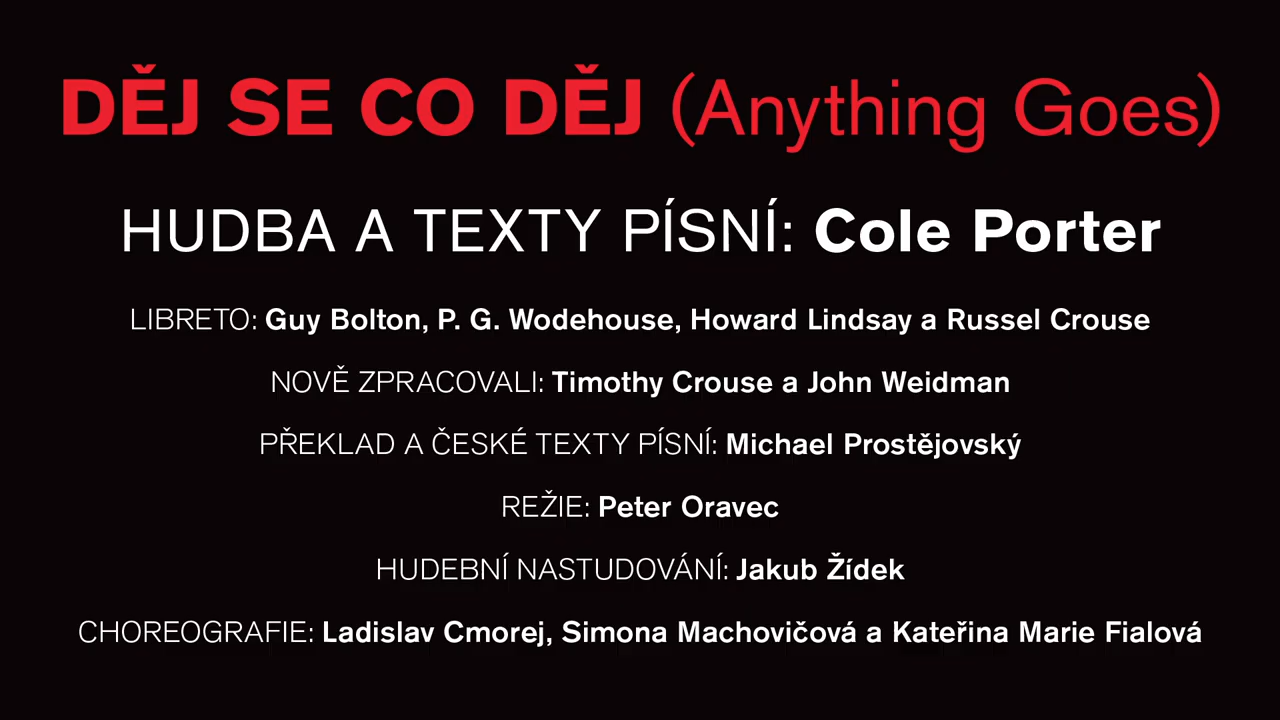 DĚJ SE CO DĚJ (Anything Goes)
HUDBA A TEXTY PÍSNÍ: Cole Porter
LIBRETO: Guy Bolton, P. G. Wodehouse, Howard Lindsay a Russel Crouse
NOVĚ ZPRACOVALI: Timothy Crouse a John Weidman
PŘEKLAD A ČESKÉ TEXTY PÍSNÍ: Michael Prostějovský
REŽIE: Peter Oravec
HUDEBNÍ NASTUDOVÁNÍ: Jakub Žídek
CHOREOGRAFIE: Ladislav Cmorej, Simona Machovičová a Kateřina Marie Fialová